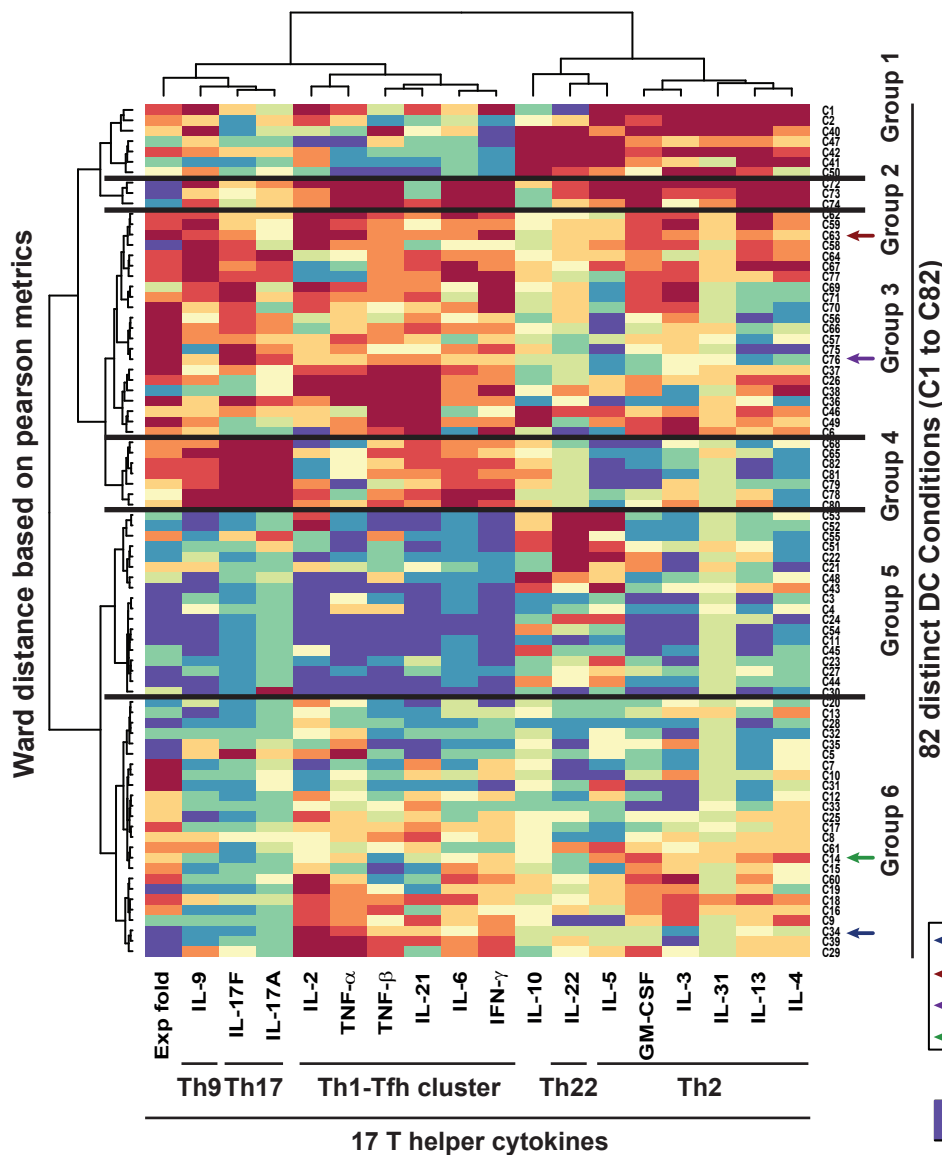 Ward distance based on pearson metrics
C1
C2
C40
C47
C42
C41
C50
C72
C73
C74
C62
C59
C63
C58
C64
C67
C77
C69
C71
C70
C56
C66
C57
C75
C76
C37
C26
C38
C36
C46
C49
C6
C68
C65
C82
C81
C79
C78
C80
C53
C52
C55
C51
C22
C21
C48
C43
C3
C4
C24
C54
C11
C45
C23
C27
C44
C30
C20
C13
C28
C32
C35
C5
C7
C10
C31
C12
C33
C25
C17
C8
C61
C14
C15
C60
C19
C18
C16
C9
C34
C39
C29
Group 1
Group 2
Group 3
Group 4
Group 5
Group 6
82 distinct DC Conditions (C1 to C82)
Exp fold
IL-9
IL-17F
IL-17A
IL-2
TNF-α
TNF-β
IL-21
IL-6
IFN-γ
IL-10
IL-22
IL-5
GM-CSF
IL-3
IL-31
IL-13
IL-4
Th9 Th17 Th1-Tfh cluster Th22 Th2
17 T helper cytokines